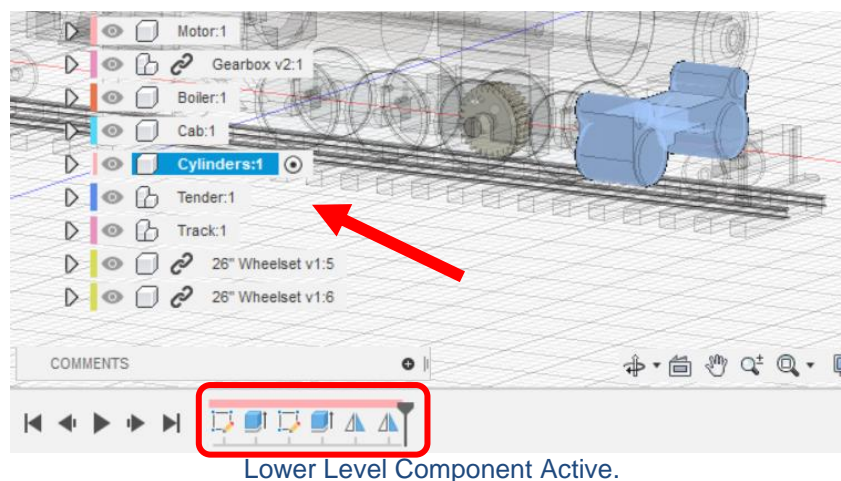 Motor:1
Gearbox v2:1
Boiler:1
Cab:1
Cylinders:1
Tender:1
Track:1
26" Wheelset v1:5
26" Wheelset v1:6
COMMENTS
Lower Level Component Active.